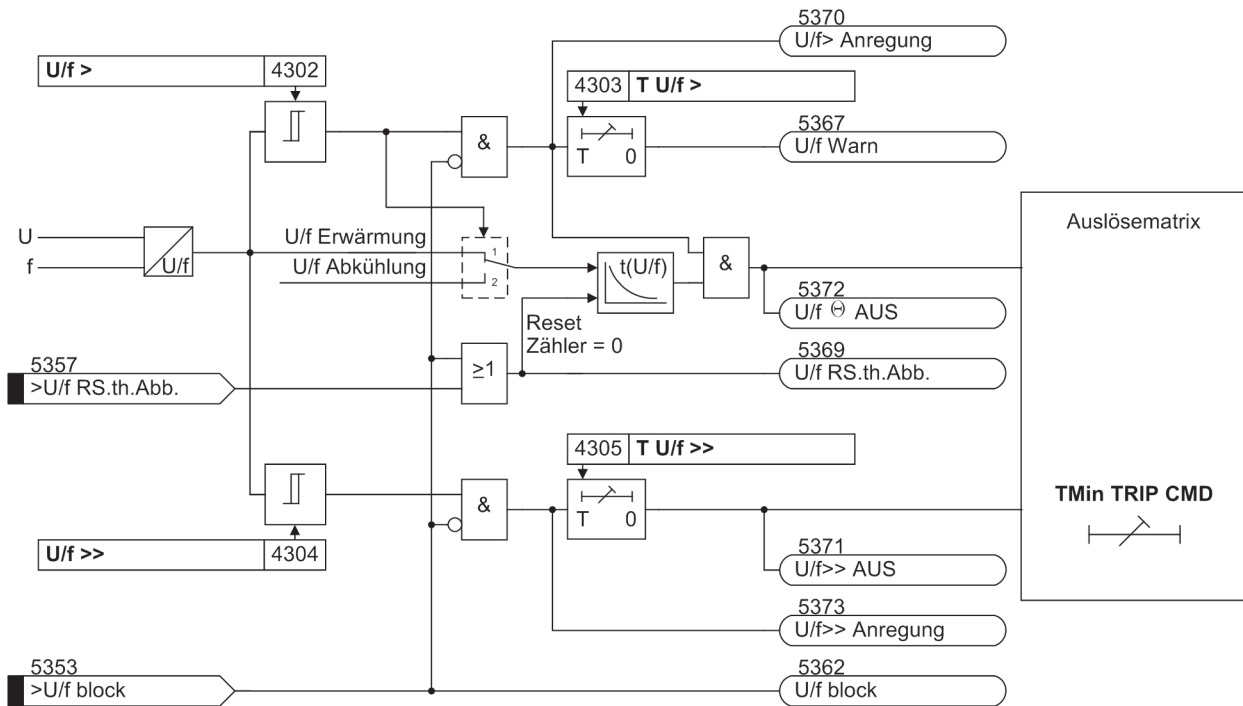 5370
U/f> Anregung
U/f > 4302
4303 T U/f >
5367
U/f Warn
&
T 0
Auslösematrix
U
f
U/f
U/f Erwärmung
U/f Abkühlung
1
2
t(U/f)
&
5372
U/f Θ AUS
Reset
Zähler = 0
5357
>U/f RS.th.Abb.
≥1
5369
U/f RS.th.Abb.
4305 T U/f >>
&
T 0
TMin TRIP CMD
U/f >> 4304
5371
U/f>> AUS
5373
U/f>> Anregung
5353
>U/f block
5362
U/f block